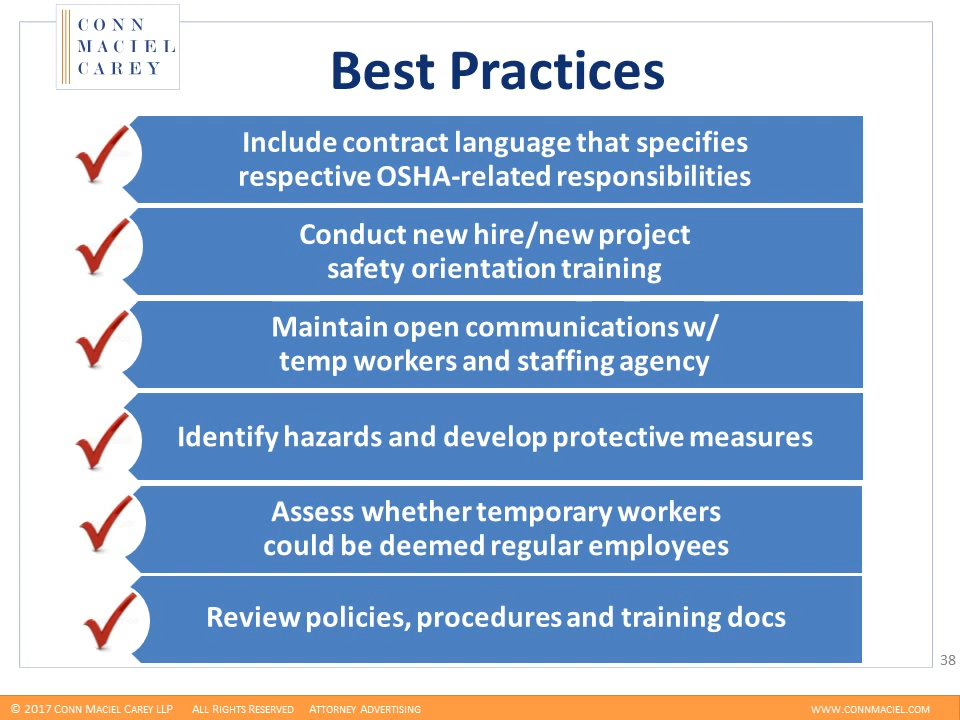 CONN
MACIEL
CAREY
Best Practices
Include contract language that specifies
respective OSHA-related responsibilities
Conduct new hire/new project
safety orientation training
Maintain open communications w/
temp workers and staffing agency
Identify hazards and develop protective measures
Assess whether temporary workers
could be deemed regular employees
Review policies, procedures and training docs
38
© 2017 CONN MACIEL CAREY LLP ALL RIGHTS RESERVED ATTORNEY ADVERTISING WWW.CONNMACIEL.COM